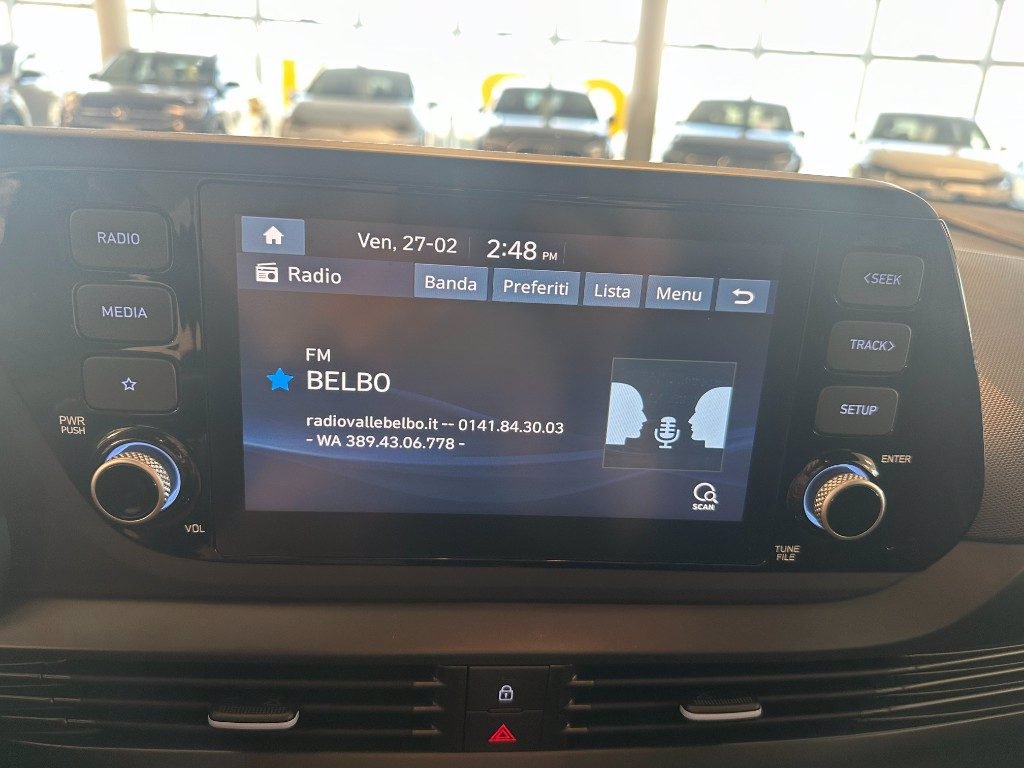 Ven, 27-02 2:48 PM
Radio Banda Preferiti Lista Menu
FM
BELBO
radiovallebelbo.it -- 0141.84.30.03
- WA 389.43.06.778 -
SCAN
RADIO
MEDIA
PWR
PUSH
VOL
<SEEK
TRACK>
SETUP
ENTER
TUNE
FILE